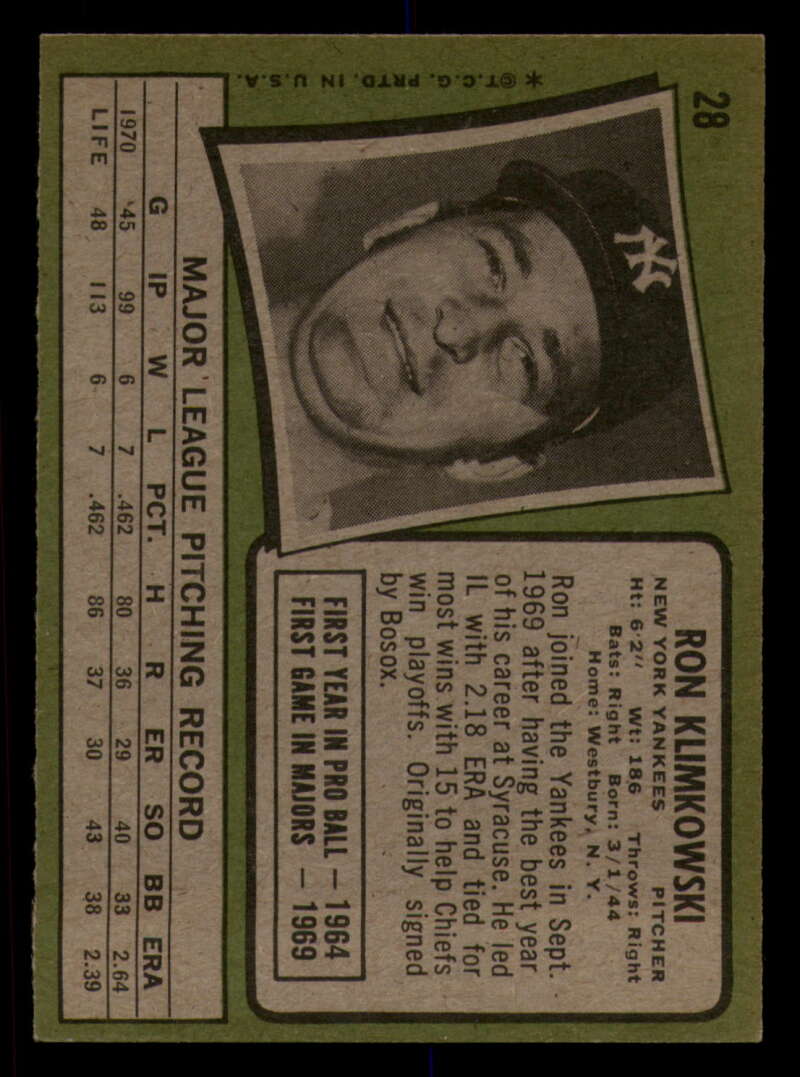 28
* ©T.C.G. PRTD. IN U.S.A.
NY
RON KLIMKOWSKI
NEW YORK YANKEES PITCHER
Ht: 6'2" Wt: 186 Throws: Right
Bats: Right Born: 3/1/44
Home: Westbury, N. Y.
Ron joined the Yankees in Sept.
1969 after having the best year
of his career at Syracuse. He led
IL with 2.18 ERA and tied for
most wins with 15 to help Chiefs
win playoffs. Originally signed
by Bosox.
FIRST YEAR IN PRO BALL — 1964
FIRST GAME IN MAJORS — 1969
MAJOR LEAGUE PITCHING RECORD
G IP W L PCT. H R ER SO BB ERA
1970 45 99 6 7 .462 80 36 29 40 33 2.64
LIFE 48 113 6 7 .462 86 37 30 43 38 2.39